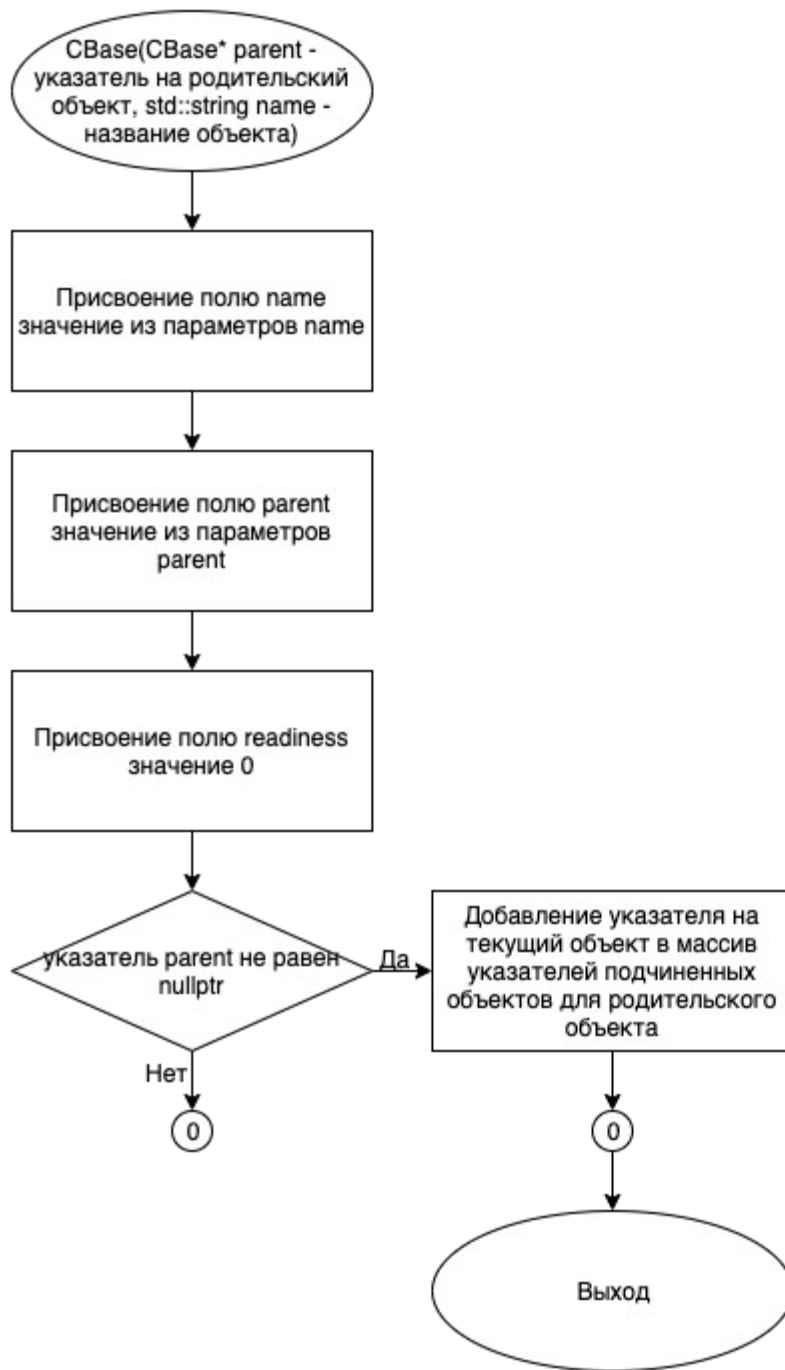 CBase(CBase* parent -
указатель на родительский
объект, std::string name -
название объекта)
Присвоение полю name
значение из параметров name
Присвоение полю parent
значение из параметров
parent
Присвоение полю readiness
значение 0
указатель parent не равен
nullptr
Да
Добавление указателя на
текущий объект в массив
указателей подчиненных
объектов для родительского
объекта
Нет
0
0
Выход